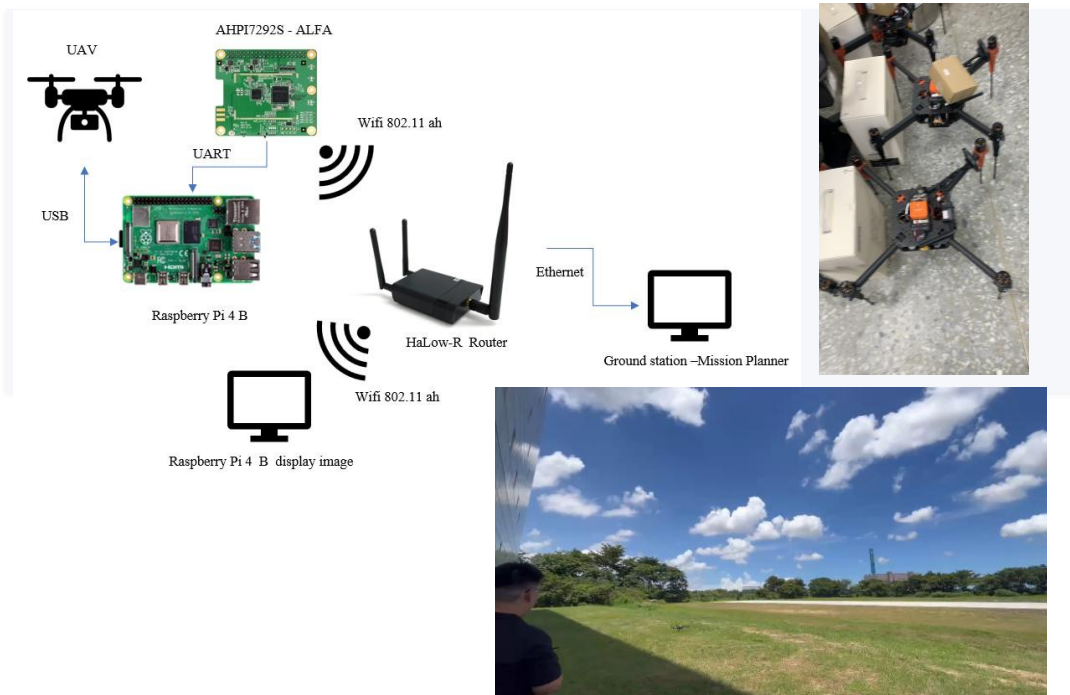 AHPI7292S - ALFA
UAV
Wifi 802.11 ah
UART
USB
Ethernet
Raspberry Pi 4 B
HaLow-R Router
Ground station –Mission Planner
Wifi 802.11 ah
Raspberry Pi 4 B display image